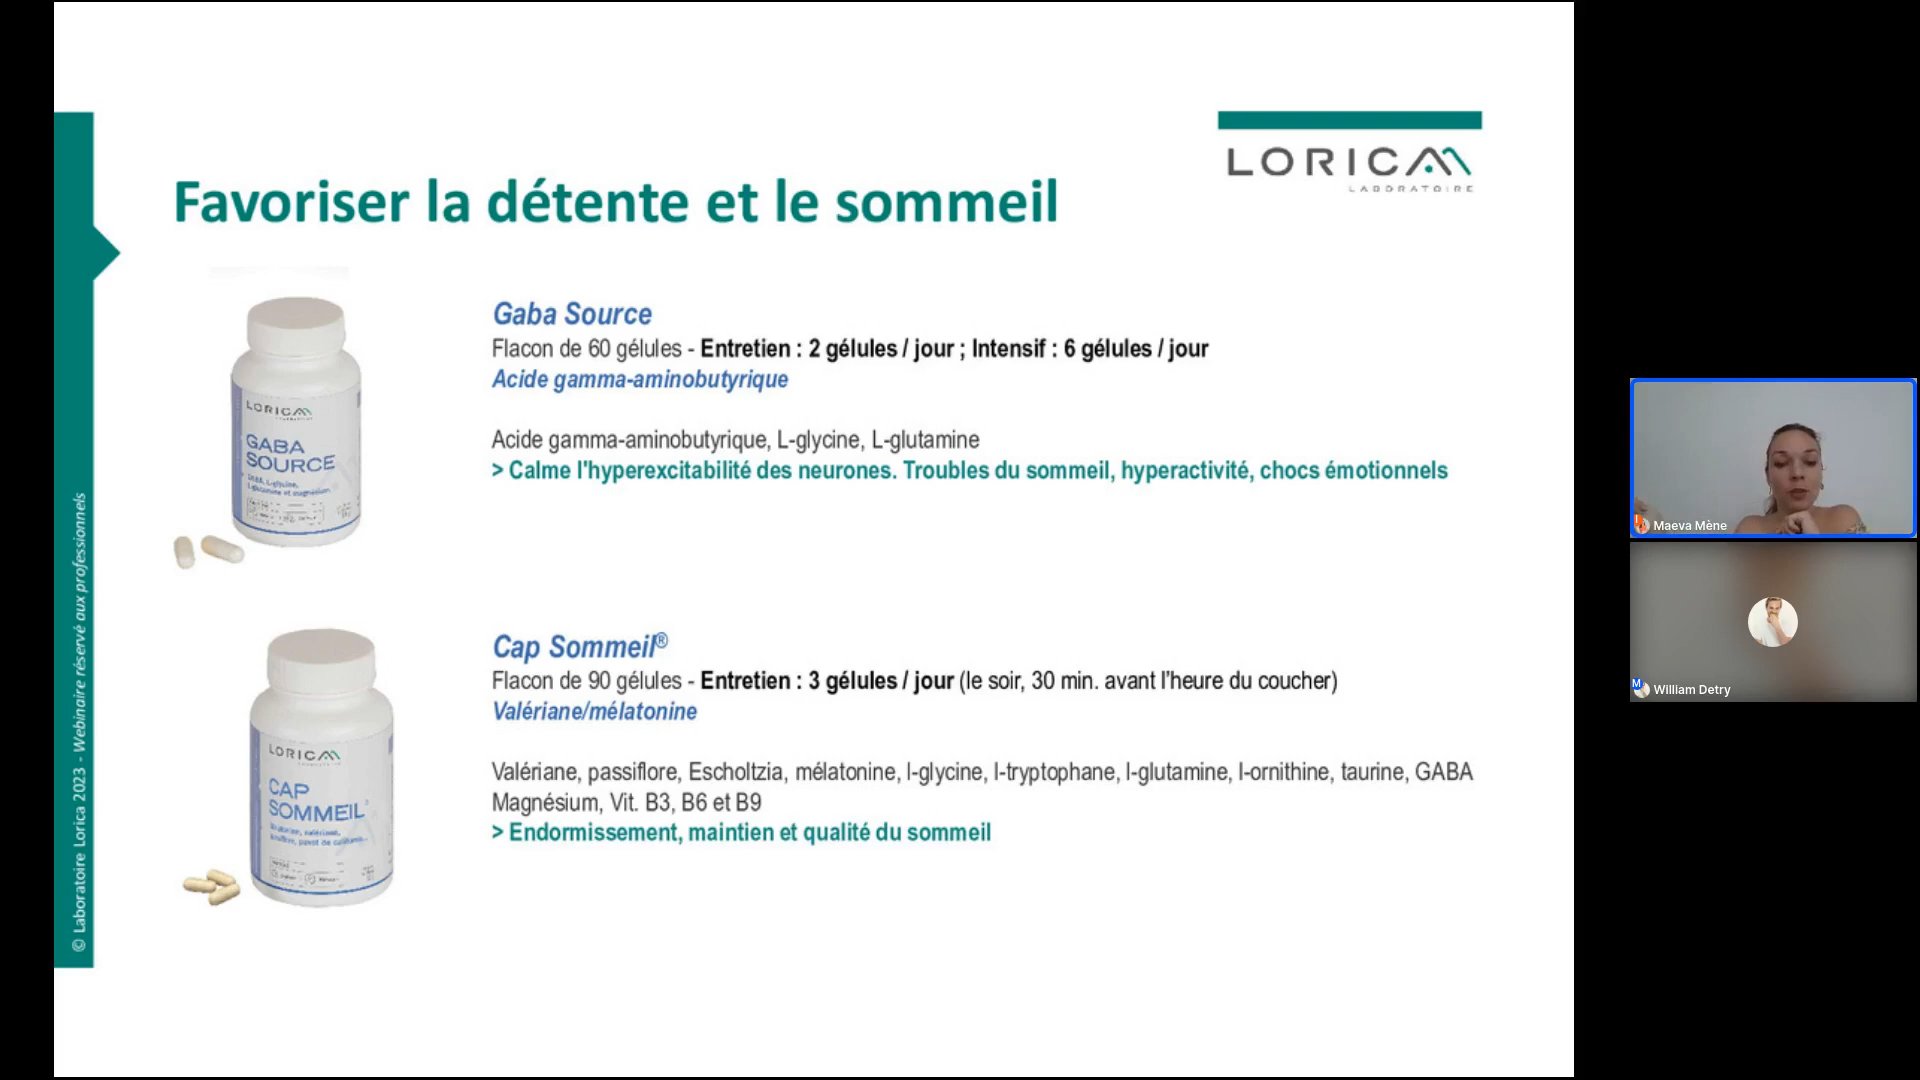 LORICA
LABORATOIRE
Favoriser la détente et le sommeil
Gaba Source
Flacon de 60 gélules - Entretien : 2 gélules / jour ; Intensif : 6 gélules / jour
Acide gamma-aminobutyrique
Acide gamma-aminobutyrique, L-glycine, L-glutamine
> Calme l'hyperexcitabilité des neurones. Troubles du sommeil, hyperactivité, chocs émotionnels
LORICA
GABA
SOURCE
GABA, L-glycine,
L-glutamine et magnésium
Cap Sommeil®
Flacon de 90 gélules - Entretien : 3 gélules / jour (le soir, 30 min. avant l'heure du coucher)
Valériane/mélatonine
Valériane, passiflore, Escholtzia, mélatonine, l-glycine, l-tryptophane, l-glutamine, l-ornithine, taurine, GABA
Magnésium, Vit. B3, B6 et B9
> Endormissement, maintien et qualité du sommeil
LORICA
CAP
SOMMEIL
© Laboratoire Lorica 2023 - Webinaire réservé aux professionnels
Maeva Mène
M
William Detry